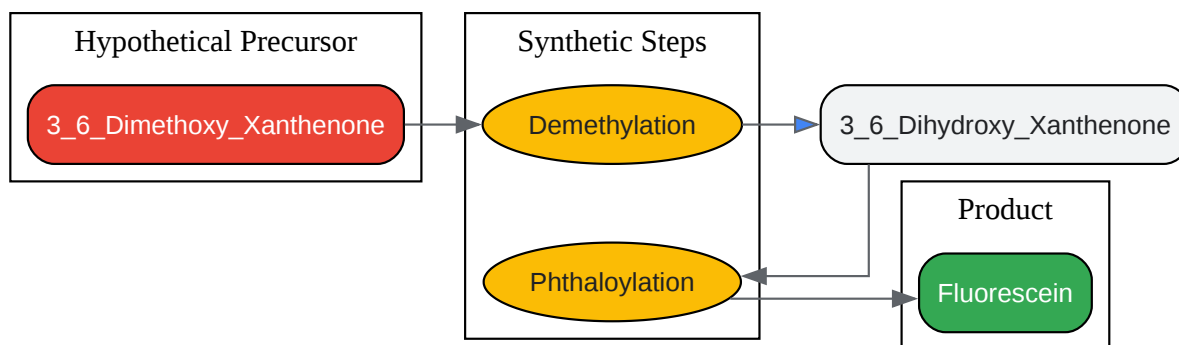 Hypothetical Precursor
Synthetic Steps
3_6_Dimethoxy_Xanthenone
Demethylation
3_6_Dihydroxy_Xanthenone
Product
Phthaloylation
Fluorescein